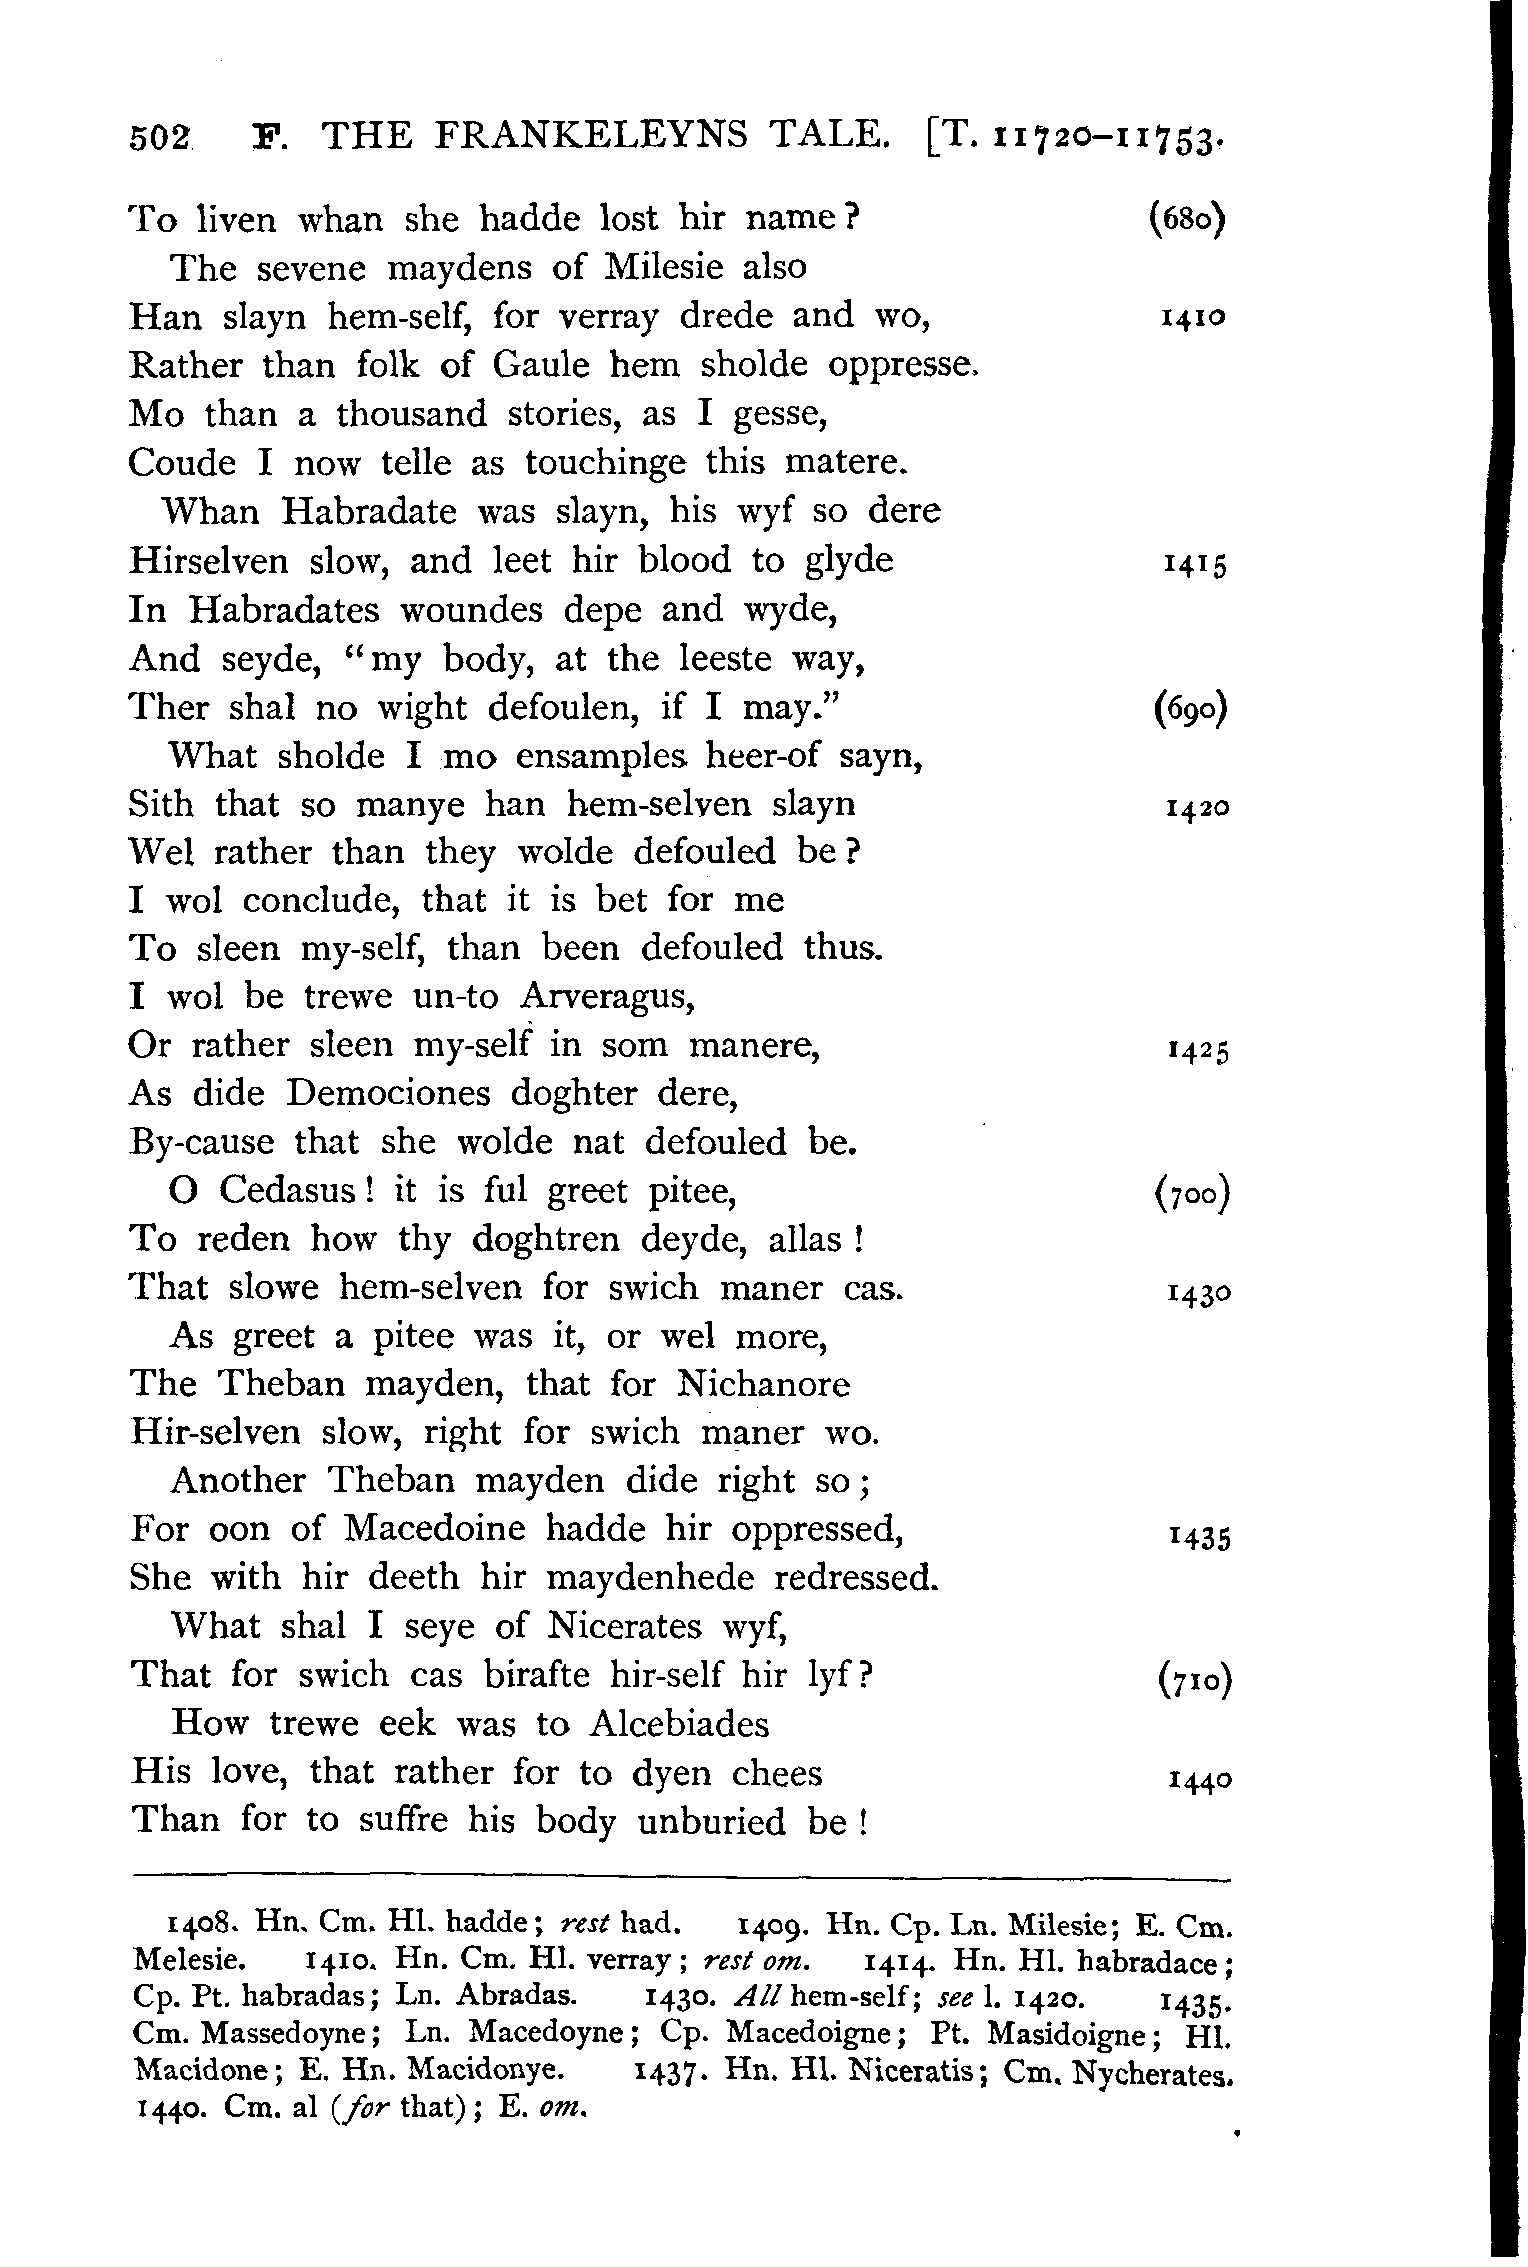 502 F. THE FRANKELEYNS TALE. [T. 11720–11753.
To liven whan she hadde lost hir name? (680)
The sevene maydens of Milesie also
Han slayn hem-self, for verray drede and wo, 1410
Rather than folk of Gaule hem sholde oppresse.
Mo than a thousand stories, as I gesse,
Coude I now telle as touchinge this matere.
Whan Habradate was slayn, his wyf so dere
Hirselven slow, and leet hir blood to glyde 1415
In Habradates woundes depe and wyde,
And seyde, “my body, at the leeste way,
Ther shal no wight defoulen, if I may.” (690)
What sholde I mo ensamples heer-of sayn,
Sith that so manye han hem-selven slayn 1420
Wel rather than they wolde defouled be?
I wol conclude, that it is bet for me
To sleen my-self, than been defouled thus.
I wol be trewe un-to Arveragus,
Or rather sleen my-self in som manere, 1425
As dide Demociones doghter dere,
By-cause that she wolde nat defouled be.
O Cedasus! it is ful greet pitee, (700)
To reden how thy doghtren deyde, allas!
That slowe hem-selven for swich maner cas. 1430
As greet a pitee was it, or wel more,
The Theban mayden, that for Nichanore
Hir-selven slow, right for swich maner wo.
Another Theban mayden dide right so;
For oon of Macedoine hadde hir oppressed, 1435
She with hir deeth hir maydenhede redressed.
What shal I seye of Nicerates wyf,
That for swich cas birafte hir-self hir lyf? (710)
How trewe eek was to Alcebiades
His love, that rather for to dyen chees 1440
Than for to suffre his body unburied be!
1408. Hn. Cm. Hl. hadde; rest had. 1409. Hn. Cp. Ln. Milesie; E. Cm.
Melesie. 1410. Hn. Cm. Hl. verray; rest om. 1414. Hn. Hl. habradace;
Cp. Pt. habradas; Ln. Abradas. 1430. All hem-self; see l. 1420. 1435.
Cm. Massedoyne; Ln. Macedoyne; Cp. Macedoigne; Pt. Masidoigne; Hl.
Macidone; E. Hn. Macidonye. 1437. Hn. Hl. Niceratis; Cm. Nycherates.
1440. Cm. al (for that); E. om.